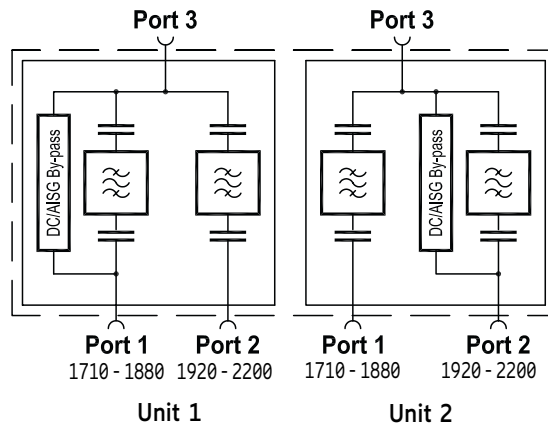 Port 3 Port 3
DC/AISG By-pass
DC/AISG By-pass
Port 1 Port 2 Port 1 Port 2
1710 - 1880 1920 - 2200 1710 - 1880 1920 - 2200
Unit 1 Unit 2